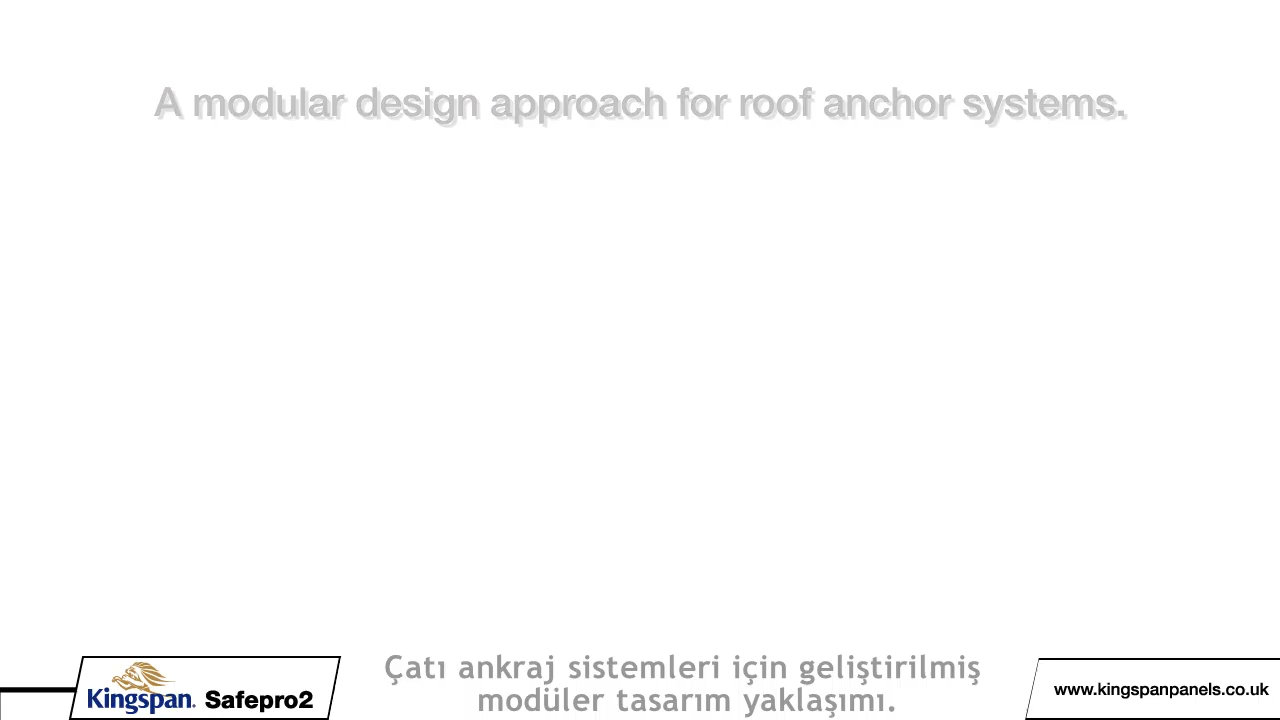 A modular design approach for roof anchor systems.
Çatı ankraj sistemleri için geliştirilmiş
modüler tasarım yaklaşımı.
Kingspan. Safepro2
www.kingspanpanels.co.uk